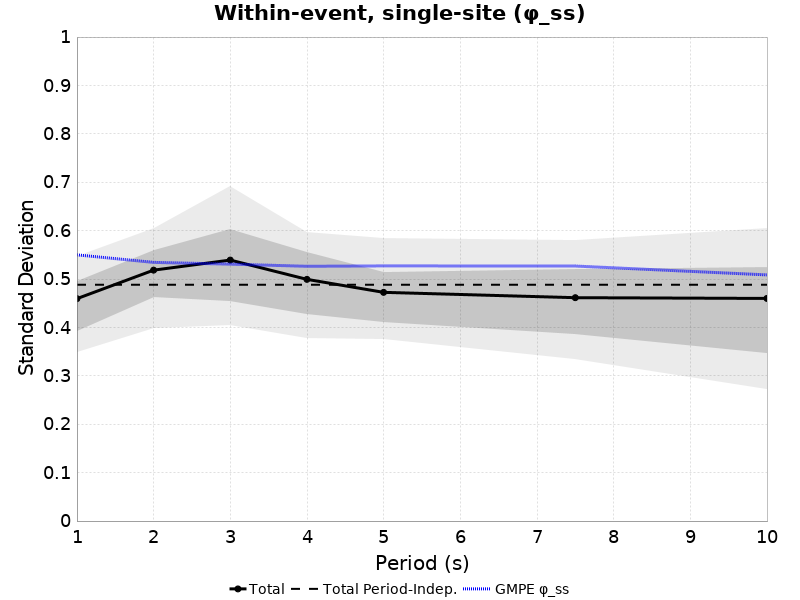 Within-event, single-site (φ_ss)
1
0.9
0.8
0.7
0.6
0.5
0.4
0.3
0.2
0.1
0
Standard Deviation
1 2 3 4 5 6 7 8 9 10
Period (s)
Total Total Period-Indep. GMPE φ_ss